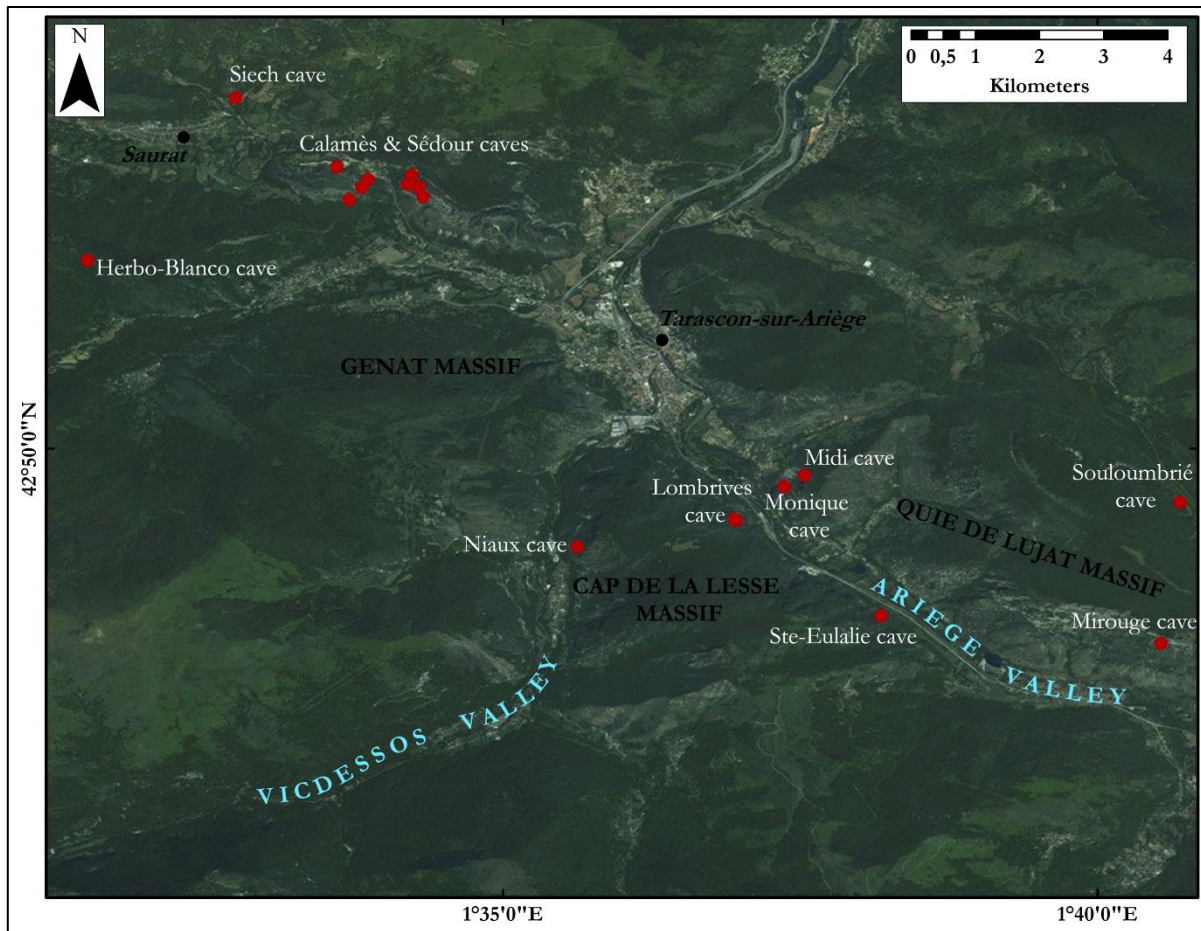 N
0 0,5 1 2 3 4
Kilometers
Siech cave
Saurat
Calamès & Sédour caves
Herbo-Blanco cave
Tarascon-sur-Ariège
GENAT MASSIF
42°50'0"N
Midi cave
Lombrives
cave
Monique
cave
Souloumbrié
cave
QUIE DE LUJAT MASSIF
Niaux cave
CAP DE LA LESSE
MASSIF
Ste-Eulalie cave
ARIEGE VALLEY
Mirouge cave
VICDESSOS VALLEY
1°35'0"E
1°40'0"E